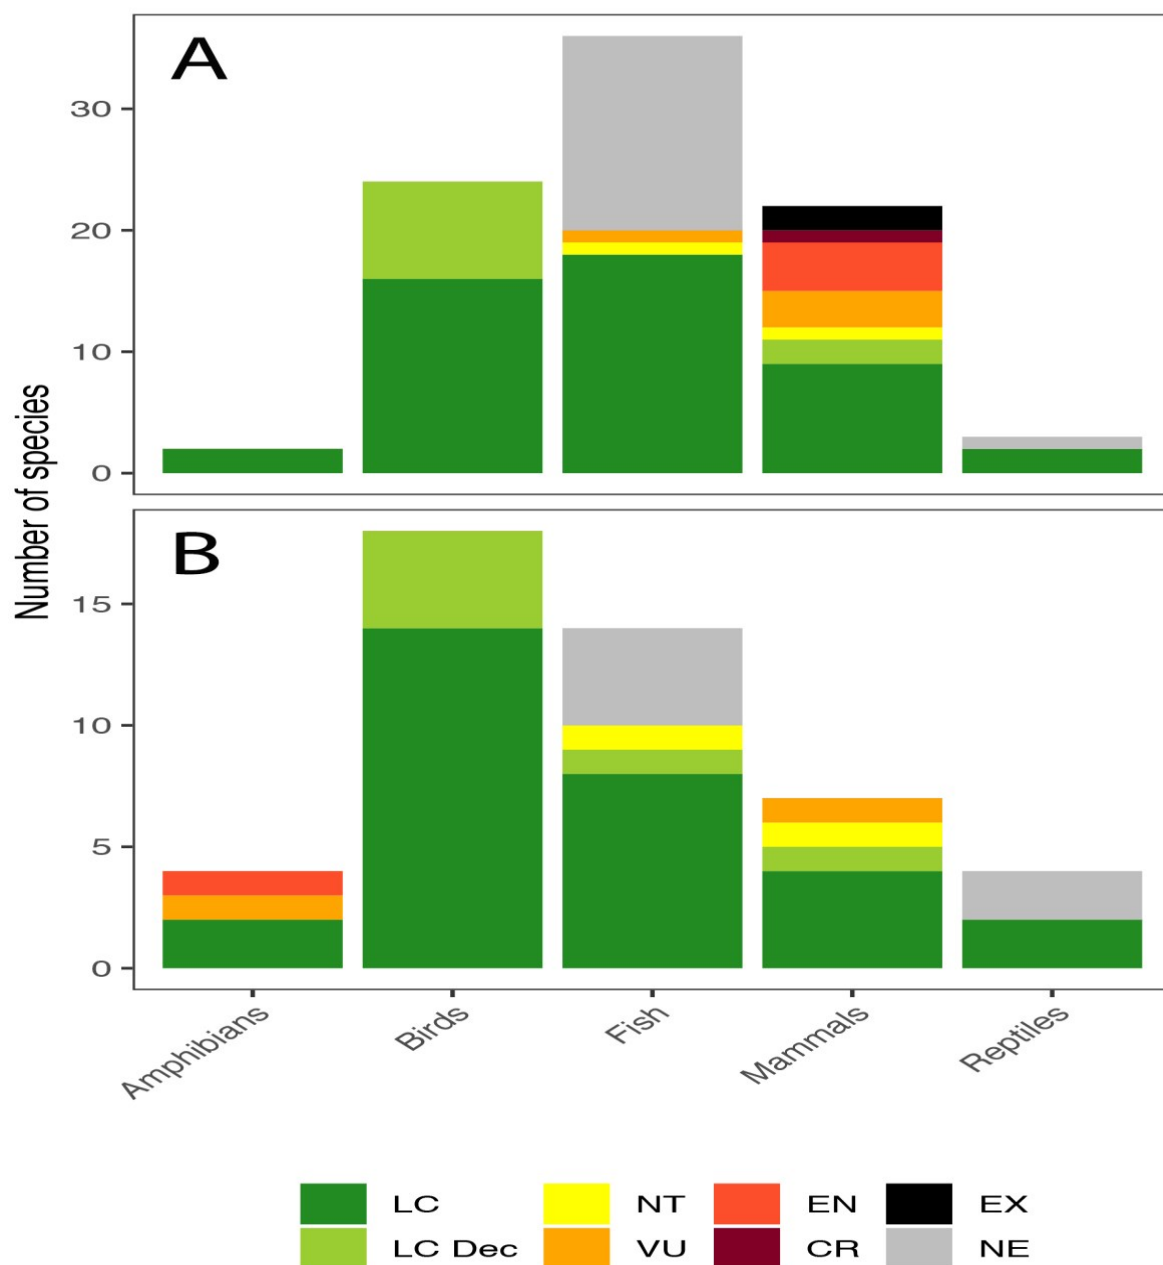 A
30
20
10
0
Number of species
B
15
10
5
0
Amphibians Birds Fish Mammals Reptiles
LC NT EN EX
LC Dec VU CR NE